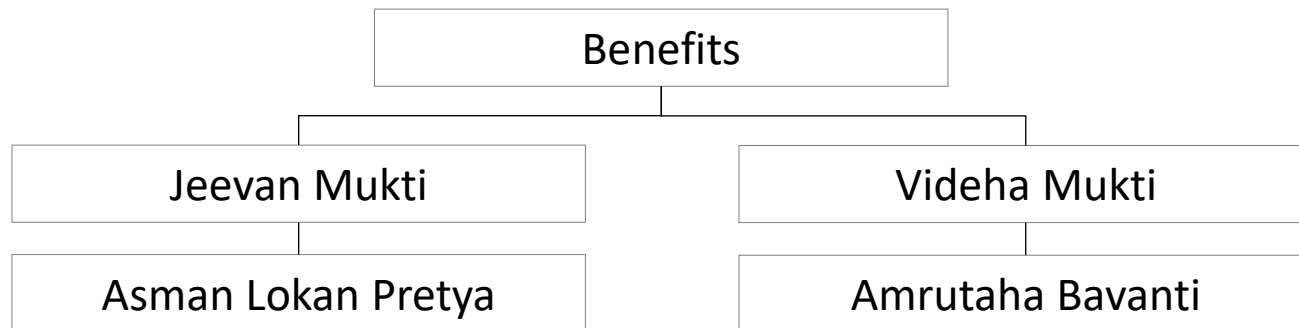 Benefits
Jeevan Mukti
Videha Mukti
Asman Lokan Pretya
Amrutaha Bavanti